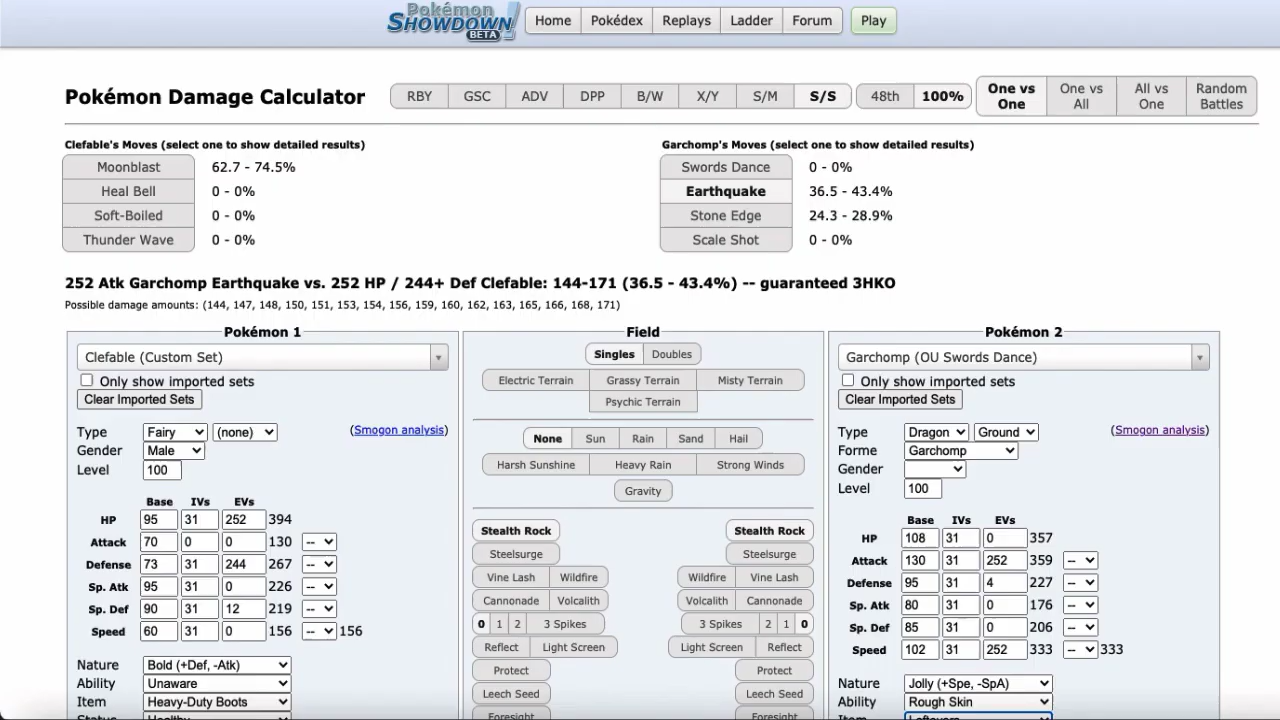 Pokémon
SHOWDOWN!
BETA
Home Pokédex Replays Ladder Forum Play
Pokémon Damage Calculator RBY GSC ADV DPP B/W X/Y S/M S/S 48th 100% One vs One One vs All All vs One Random Battles
Clefable's Moves (select one to show detailed results)
Moonblast 62.7 - 74.5%
Heal Bell 0 - 0%
Soft-Boiled 0 - 0%
Thunder Wave 0 - 0%
Garchomp's Moves (select one to show detailed results)
Swords Dance 0 - 0%
Earthquake 36.5 - 43.4%
Stone Edge 24.3 - 28.9%
Scale Shot 0 - 0%
252 Atk Garchomp Earthquake vs. 252 HP / 244+ Def Clefable: 144-171 (36.5 - 43.4%) -- guaranteed 3HKO
Possible damage amounts: (144, 147, 148, 150, 151, 153, 154, 156, 159, 160, 162, 163, 165, 166, 168, 171)
Pokémon 1
Clefable (Custom Set)
Only show imported sets
Clear Imported Sets
Type Fairy (none) (Smogon analysis)
Gender Male
Level 100
Base IVs EVs
HP 95 31 252 394
Attack 70 0 0 130 --
Defense 73 31 244 267 --
Sp. Atk 95 31 0 226 --
Sp. Def 90 31 12 219 --
Speed 60 31 0 156 -- 156
Nature Bold (+Def, -Atk)
Ability Unaware
Item Heavy-Duty Boots
Status Healthy
Field
Singles Doubles
Electric Terrain Grassy Terrain Misty Terrain
Psychic Terrain
None Sun Rain Sand Hail
Harsh Sunshine Heavy Rain Strong Winds
Gravity
Stealth Rock Stealth Rock
Steelsurge Steelsurge
Vine Lash Wildfire Wildfire Vine Lash
Cannonade Volcalith Volcalith Cannonade
0 1 2 3 Spikes 3 Spikes 2 1 0
Reflect Light Screen Light Screen Reflect
Protect Protect
Leech Seed Leech Seed
Foresight Foresight
Pokémon 2
Garchomp (OU Swords Dance)
Only show imported sets
Clear Imported Sets
Type Dragon Ground (Smogon analysis)
Forme Garchomp
Gender
Level 100
Base IVs EVs
HP 108 31 0 357
Attack 130 31 252 359 --
Defense 95 31 4 227 --
Sp. Atk 80 31 0 176 --
Sp. Def 85 31 0 206 --
Speed 102 31 252 333 -- 333
Nature Jolly (+Spe, -SpA)
Ability Rough Skin
Item Leftovers